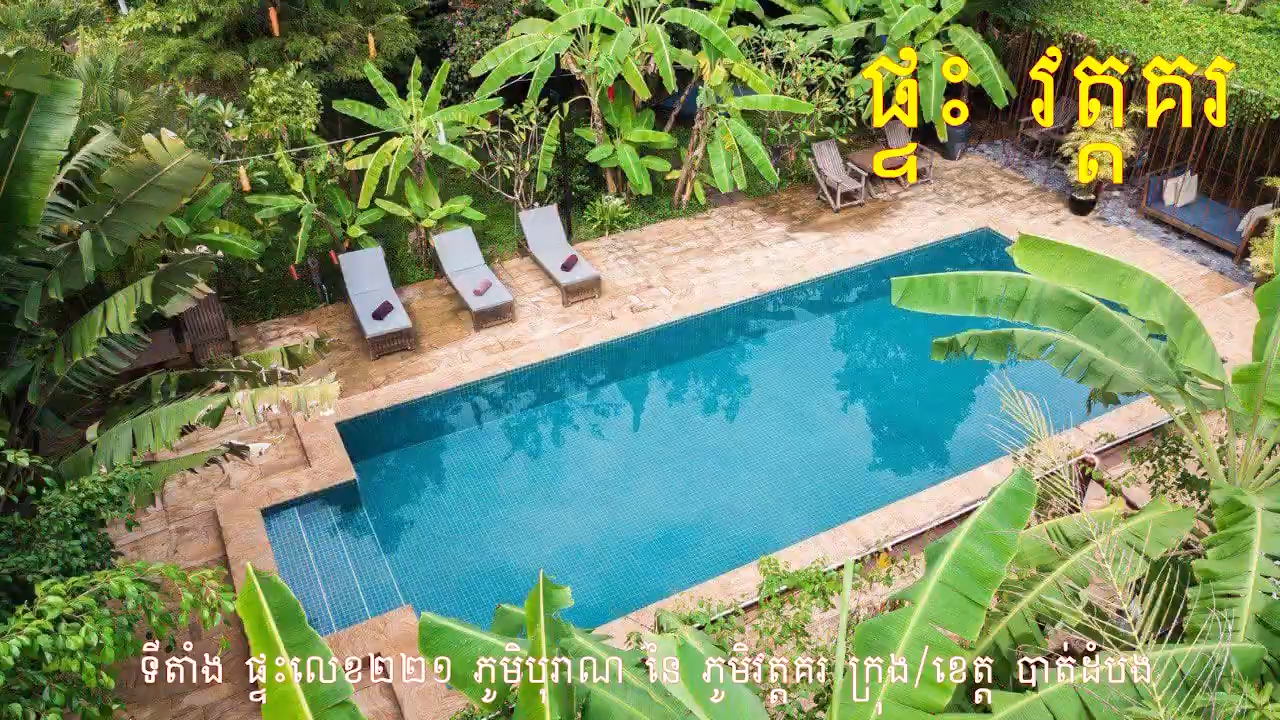 ផ្ទះ វត្តគរ
ទីតាំង ផ្ទះលេខ២២១ ភូមិបុរាណ នៃ ភូមិវត្តគរ ក្រុង/ខេត្ត បាត់ដំបង